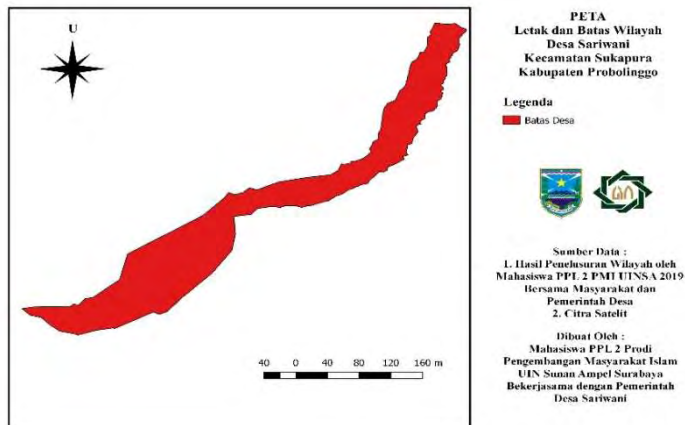 U
40 0 40 80 120 160 m
PETA
Letak dan Batas Wilayah
Desa Sariwani
Kecamatan Sukapura
Kabupaten Probolinggo
Legenda
Batas Desa
Sumber Data :
1. Hasil Penelusuran Wilayah oleh
Mahasiswa PPL 2 PMI UINSA 2019
Bersama Masyarakat dan
Pemerintah Desa
2. Citra Satelit
Dibuat Oleh :
Mahasiswa PPL 2 Prodi
Pengembangan Masyarakat Islam
UIN Sunan Ampel Surabaya
Bekerjasama dengan Pemerintah
Desa Sariwani